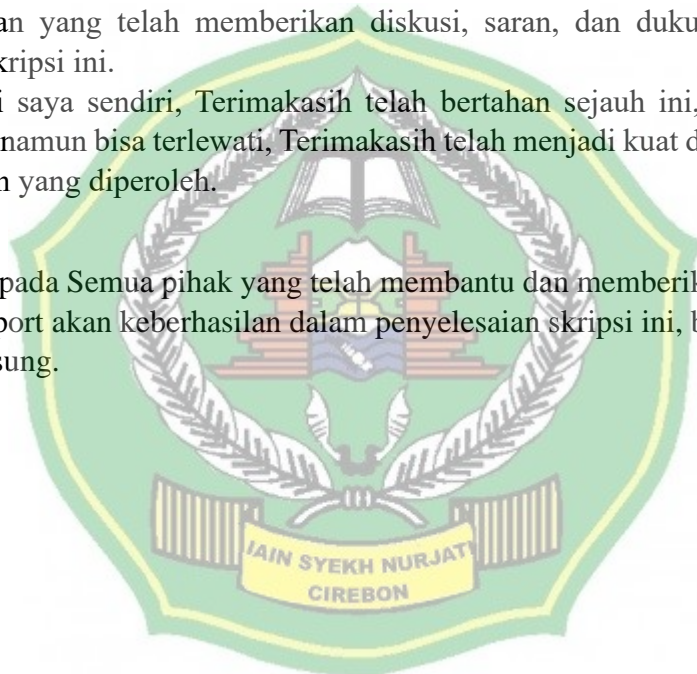 an yang telah memberikan diskusi, saran, dan duku
kripsi ini.
i saya sendiri, Terimakasih telah bertahan sejauh ini,
namun bisa terlewati, Terimakasih telah menjadi kuat d
n yang diperoleh.
pada Semua pihak yang telah membantu dan memberik
port akan keberhasilan dalam penyelesaian skripsi ini, b
sung.
IAIN SYEKH NURJATI
CIREBON